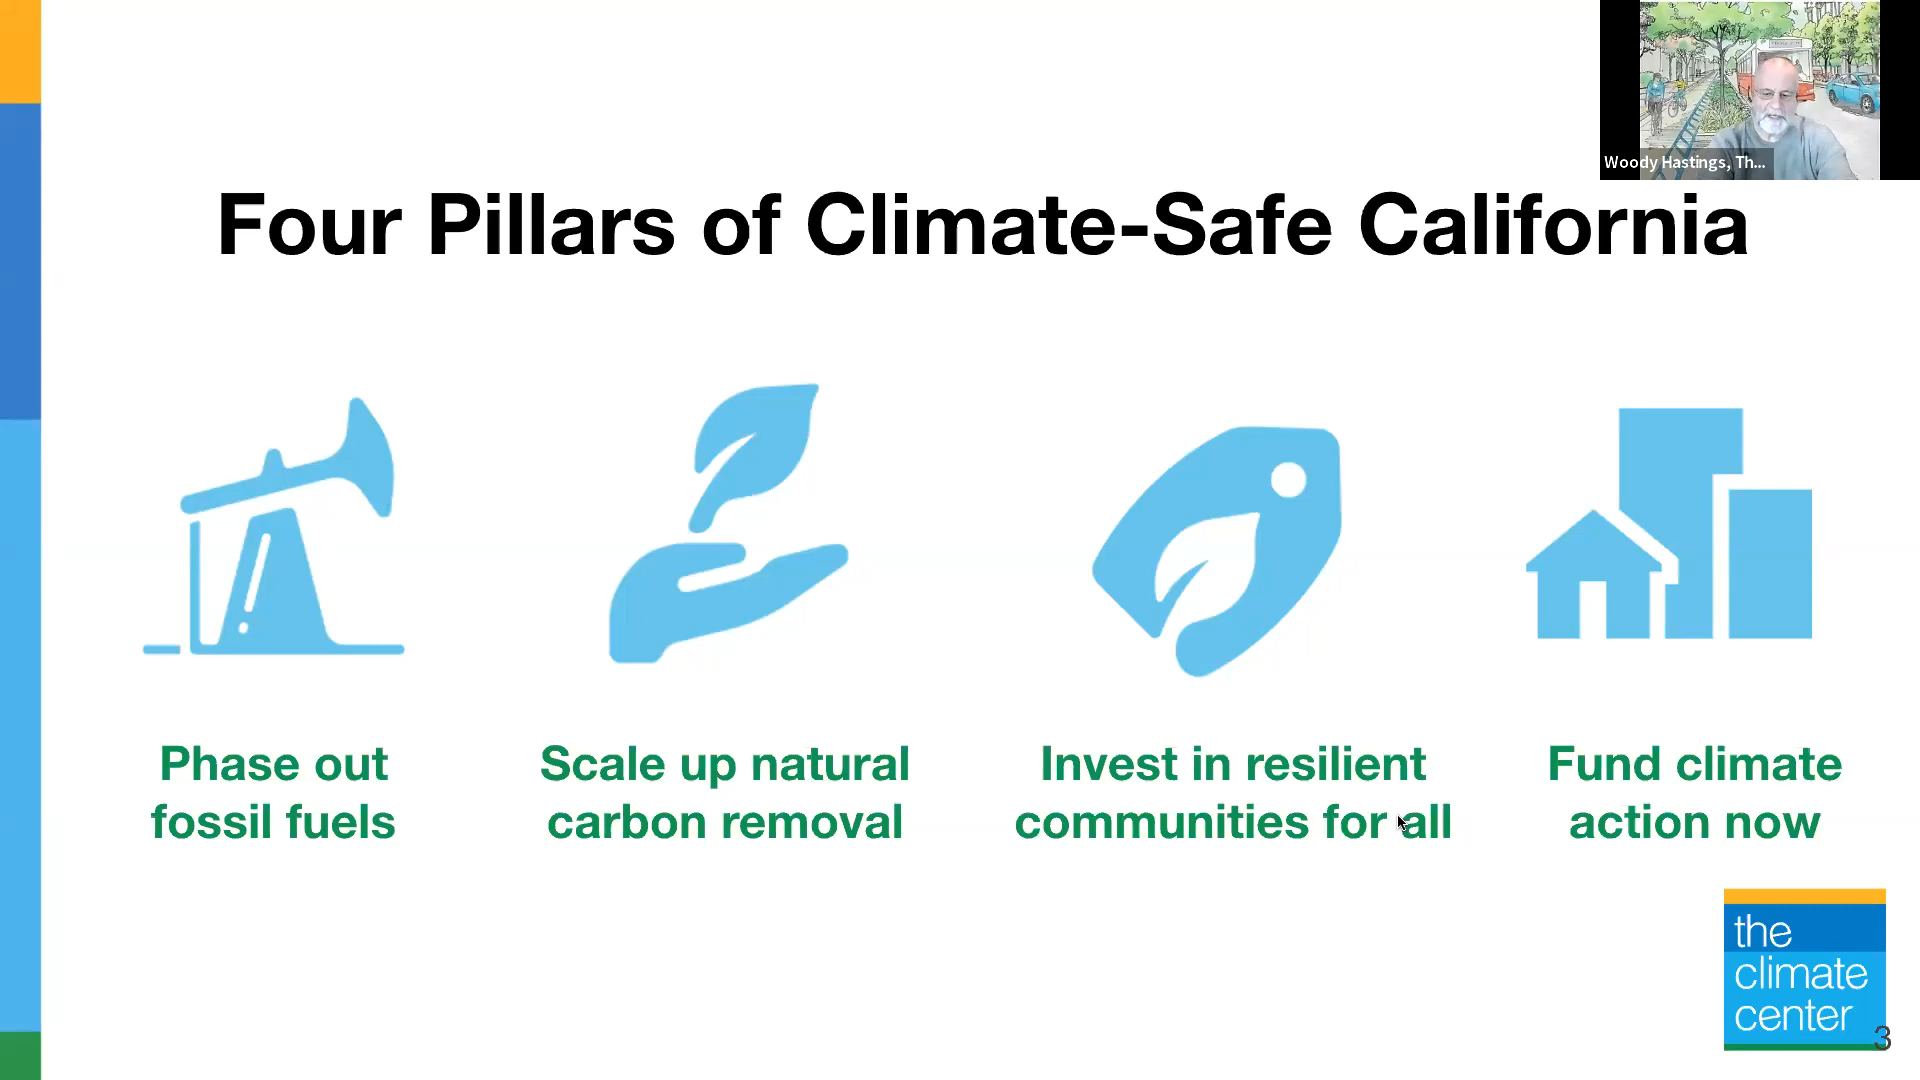 Woody Hastings, Th...
Four Pillars of Climate-Safe California
Phase out
fossil fuels
Scale up natural
carbon removal
Invest in resilient
communities for all
Fund climate
action now
the
climate
center
3